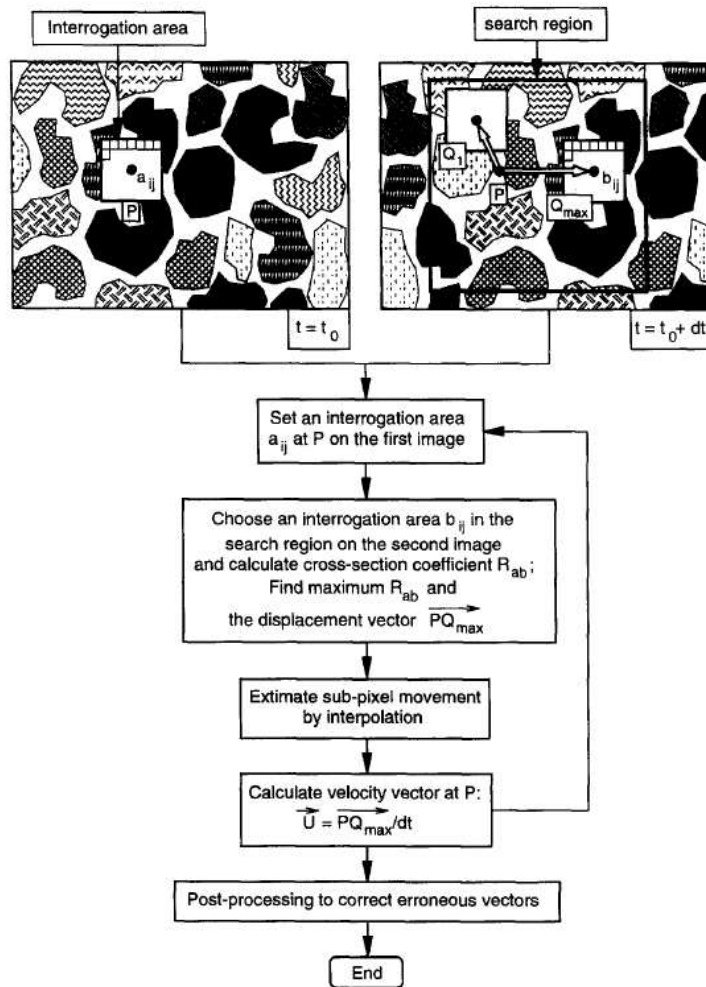 Interrogation area
search region
a ij
P
t = t 0
Q 1
P
b ij
Q max
t = t 0 + dt
Set an interrogation area
a ij at P on the first image
Choose an interrogation area b ij in the
search region on the second image
and calculate cross-section coefficient R ab ;
Find maximum R ab and
the displacement vector PQ max
Extimate sub-pixel movement
by interpolation
Calculate velocity vector at P:
U = PQ max /dt
Post-processing to correct erroneous vectors
End